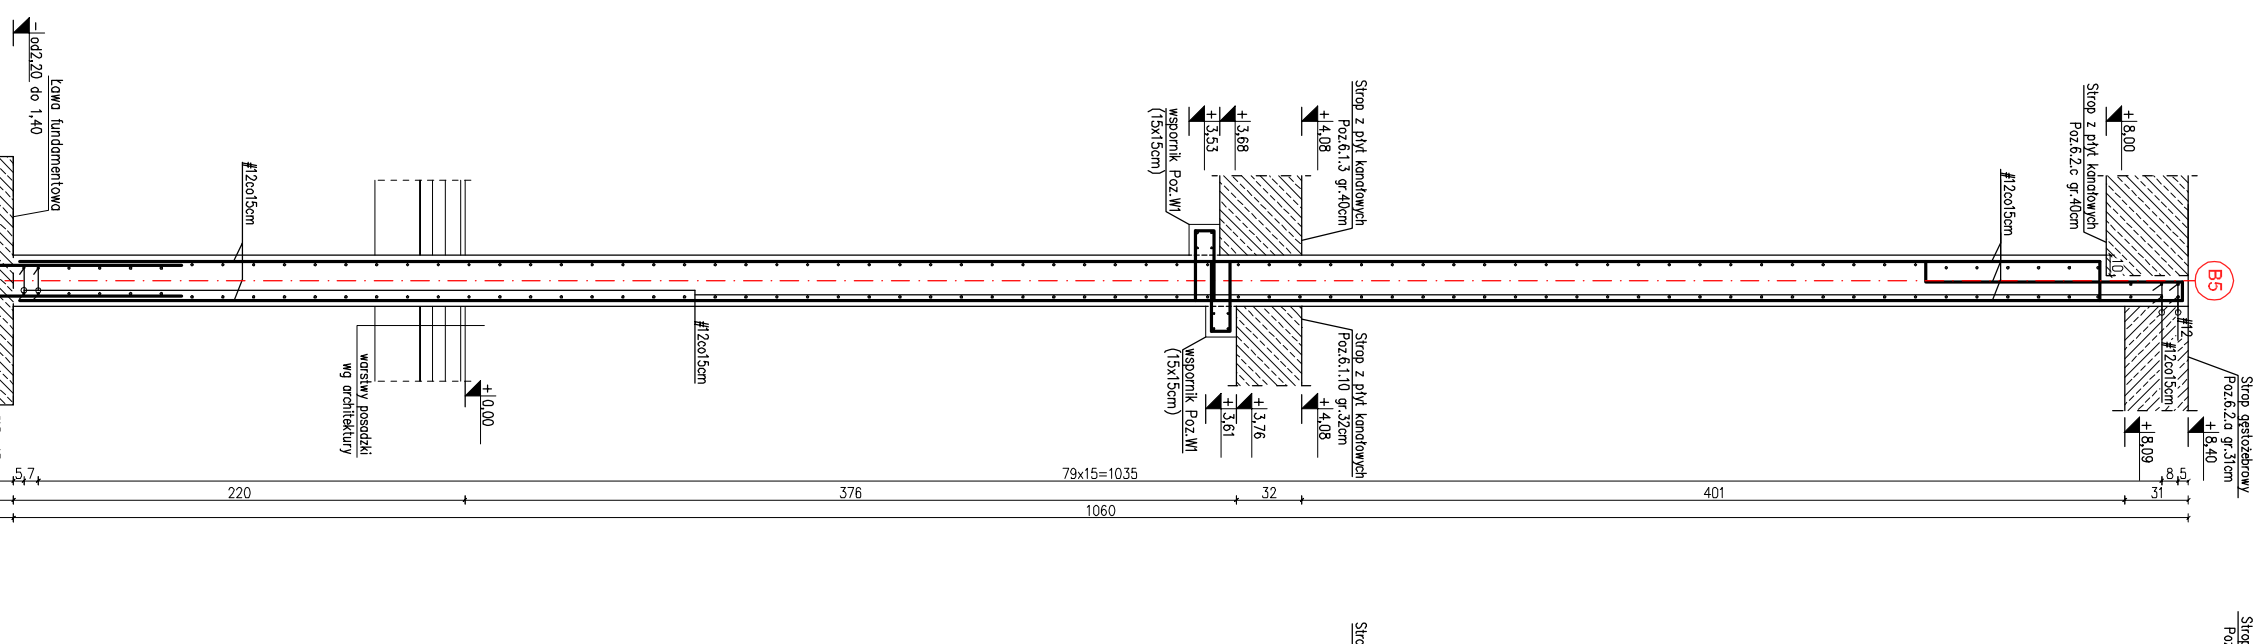 - od2,20 do 1,40
Ława fundamentowa
#12co15cm
warstwy posadzki
wg architektury
+ 0,00
#12co15cm
wspornik Poz.W1
(15x15cm)
+ 3,53
+ 3,68
+ 4,08
Strop z płyt kanałowych
Poz.6.1.3 gr.40cm
wspornik Poz.W1
(15x15cm)
+ 3,61
+ 3,76
+ 4,08
Strop z płyt kanałowych
Poz.6.1.10 gr.32cm
#12co15cm
Strop z płyt kanałowych
Poz.6.2.c gr.40cm
+ 8,00
10
B5
#12
#12co15cm
Strop gęstożebrowy
Poz.6.2.a gr.31cm
+ 8,09
+ 8,40
5,7
79x15=1035
8,5
220
376
32
401
31
1060
Strop
Strop